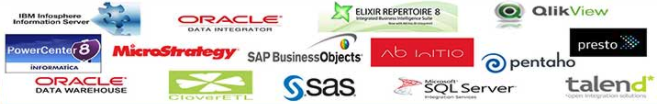 IBM Infosphere
Information Server
ORACLE
DATA INTEGRATOR
ELIXIR REPERTOIRE 8
Integrated Business Intelligence Suite
QlikView
PowerCenter 8
INFORMATICA
MicroStrategy
SAP BusinessObjects
Ab Initio
pentaho
presto
ORACLE
DATA WAREHOUSE
CloverETL
sas
Microsoft
SQL Server
Integration Services
talend
open integration solutions